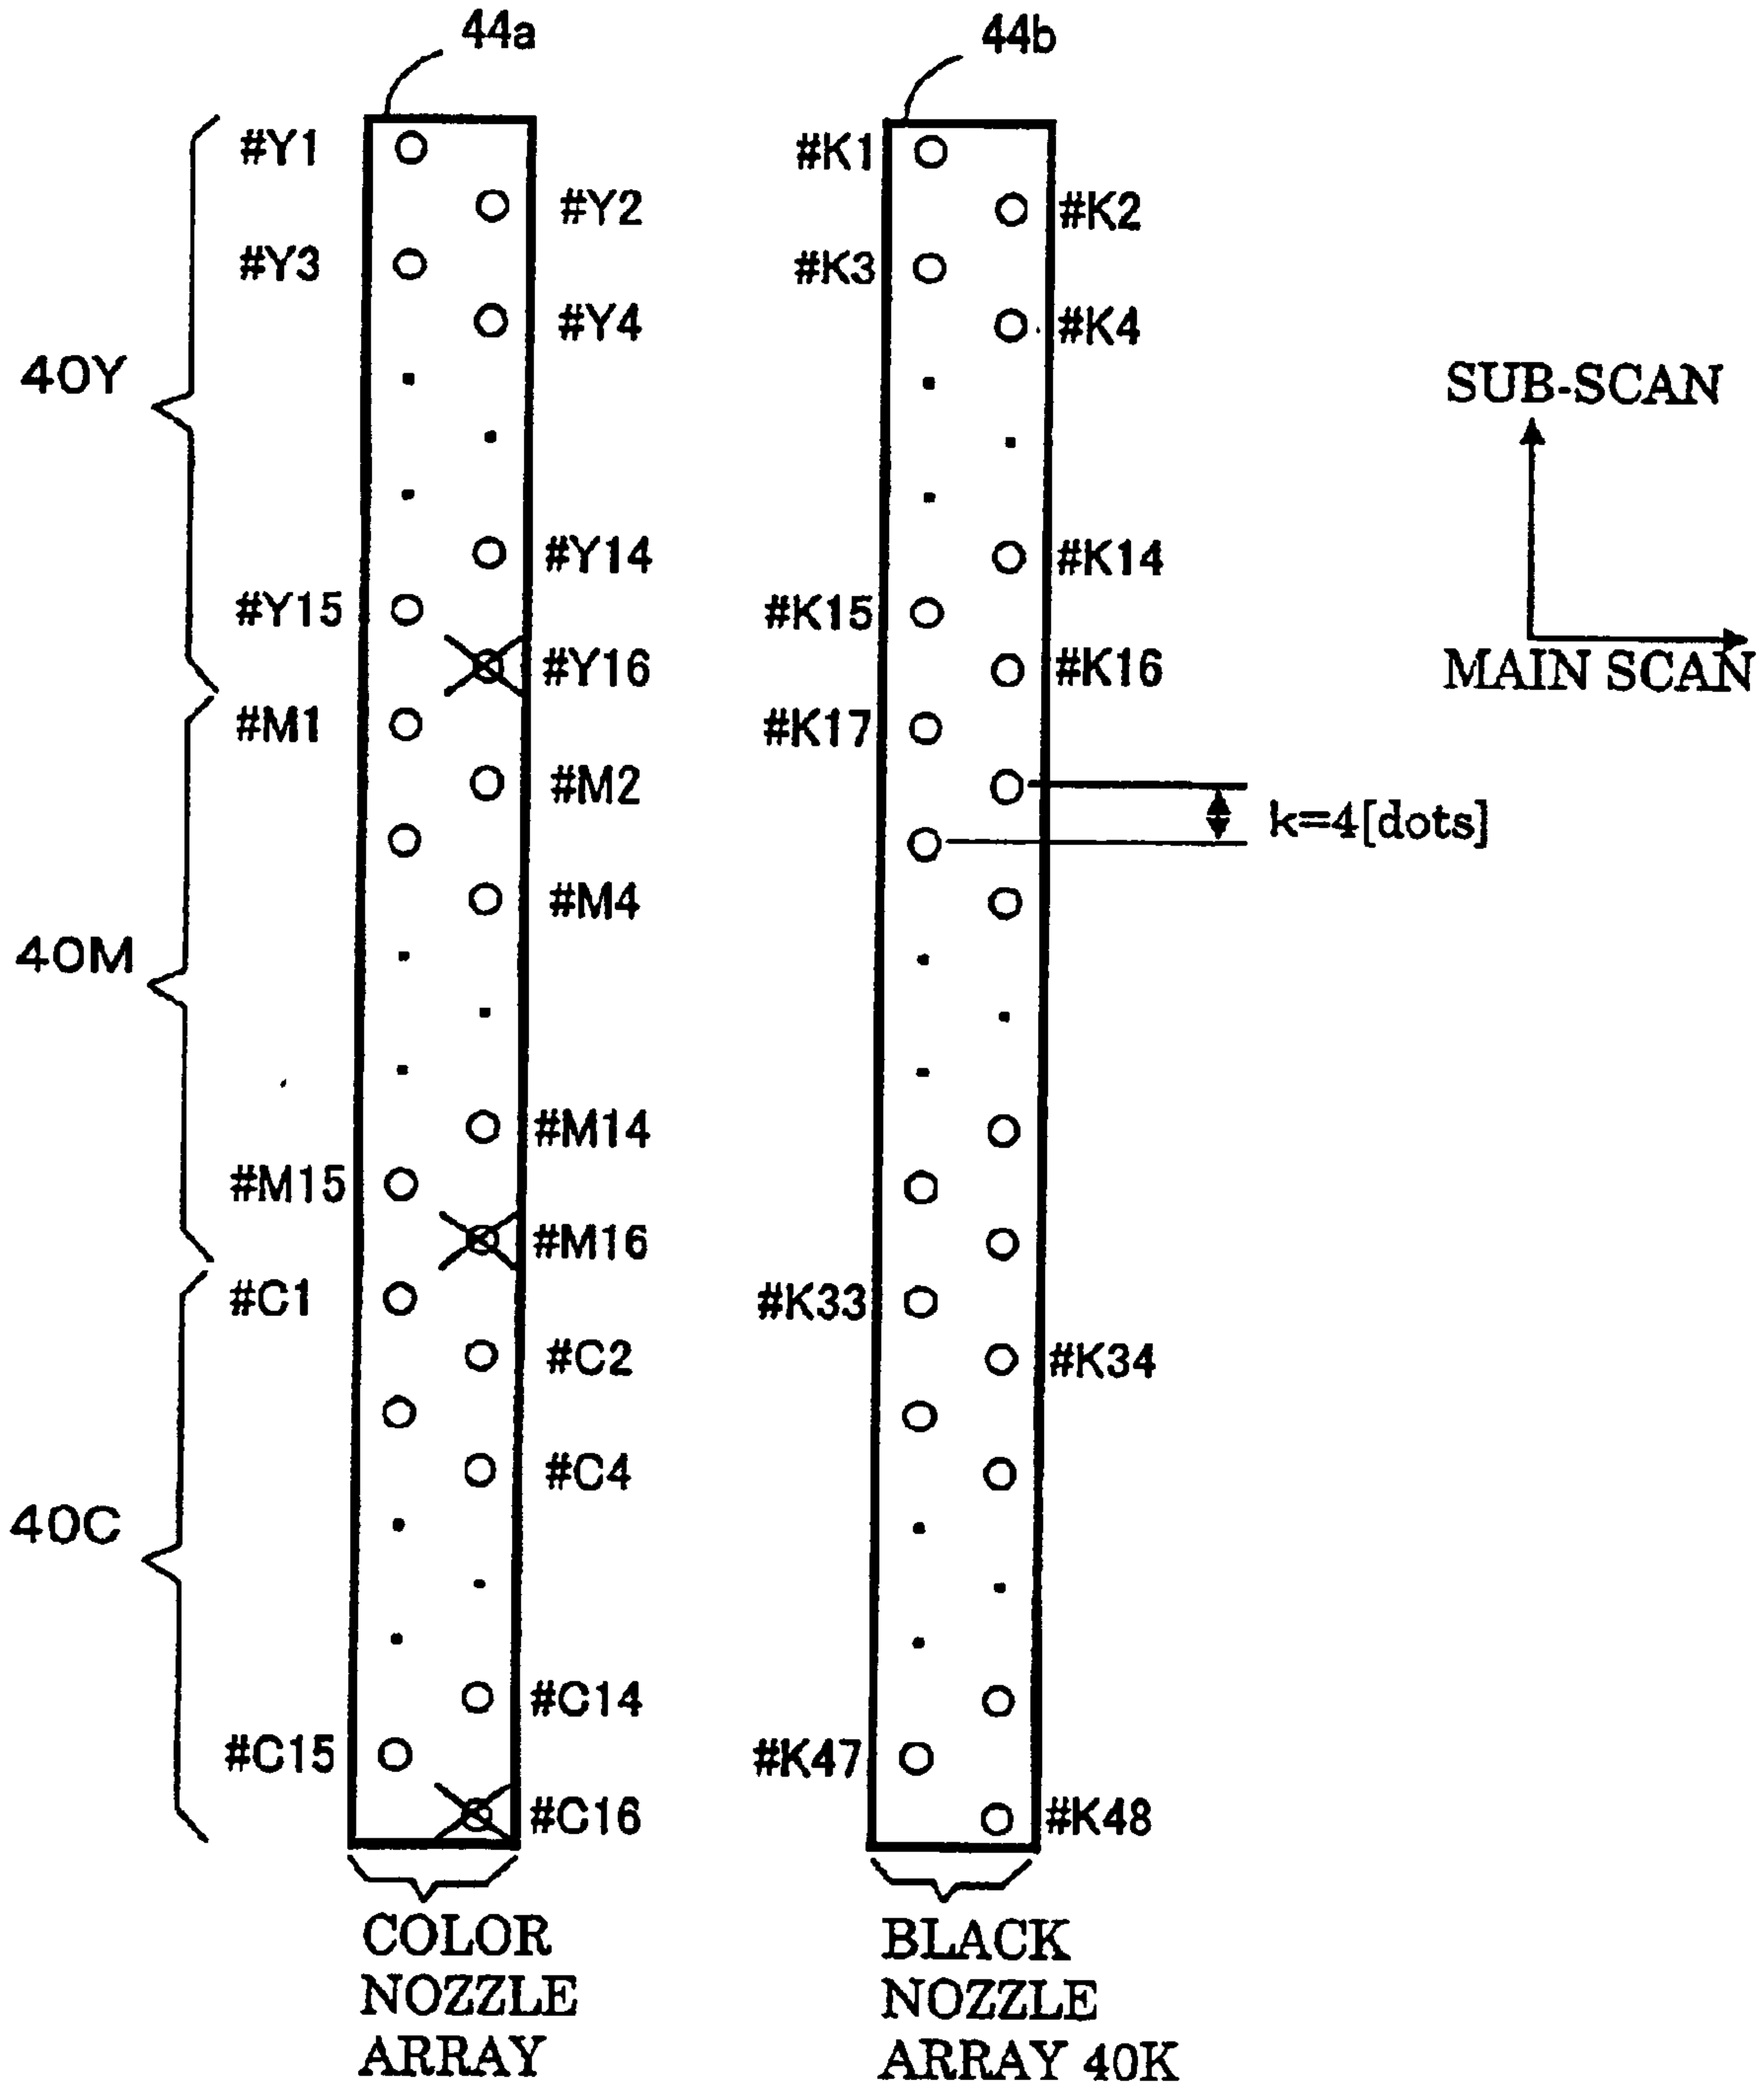 44a
44b
#Y1
#K1
#Y2
#K2
#Y3
#K3
#Y4
#K4
40Y
SUB-SCAN
#Y14
#K14
#Y15
#K15
#Y16
#K16
MAIN SCAN
#M1
#K17
#M2
k=4[dots]
#M4
40M
#M14
#M15
#M16
#C1
#K33
#C2
#K34
#C4
40C
#C14
#C15
#K47
#C16
#K48
COLOR
NOZZLE
ARRAY
BLACK
NOZZLE
ARRAY 40K